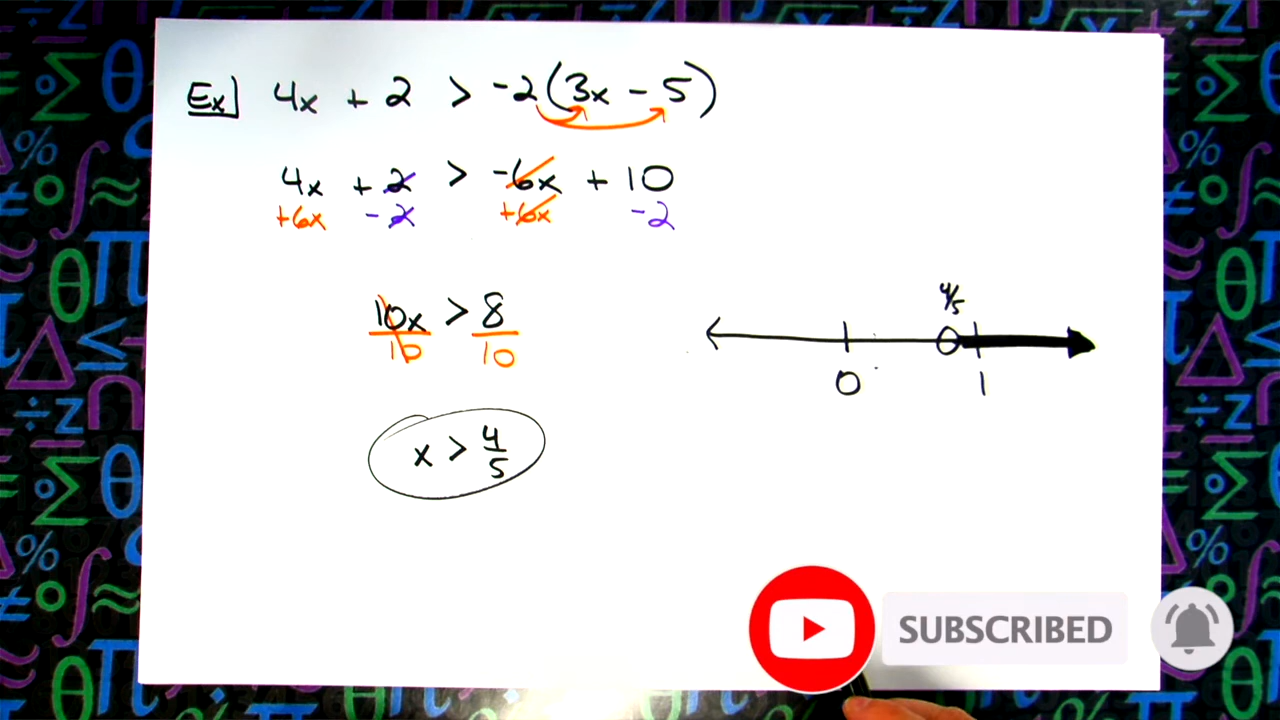 Ex] 4x + 2 > -2(3x - 5)
4x + 2 > -6x + 10
+6x - 2 +6x - 2
10x > 8
10 10
x > 4/5
4/5
0 1
SUBSCRIBED